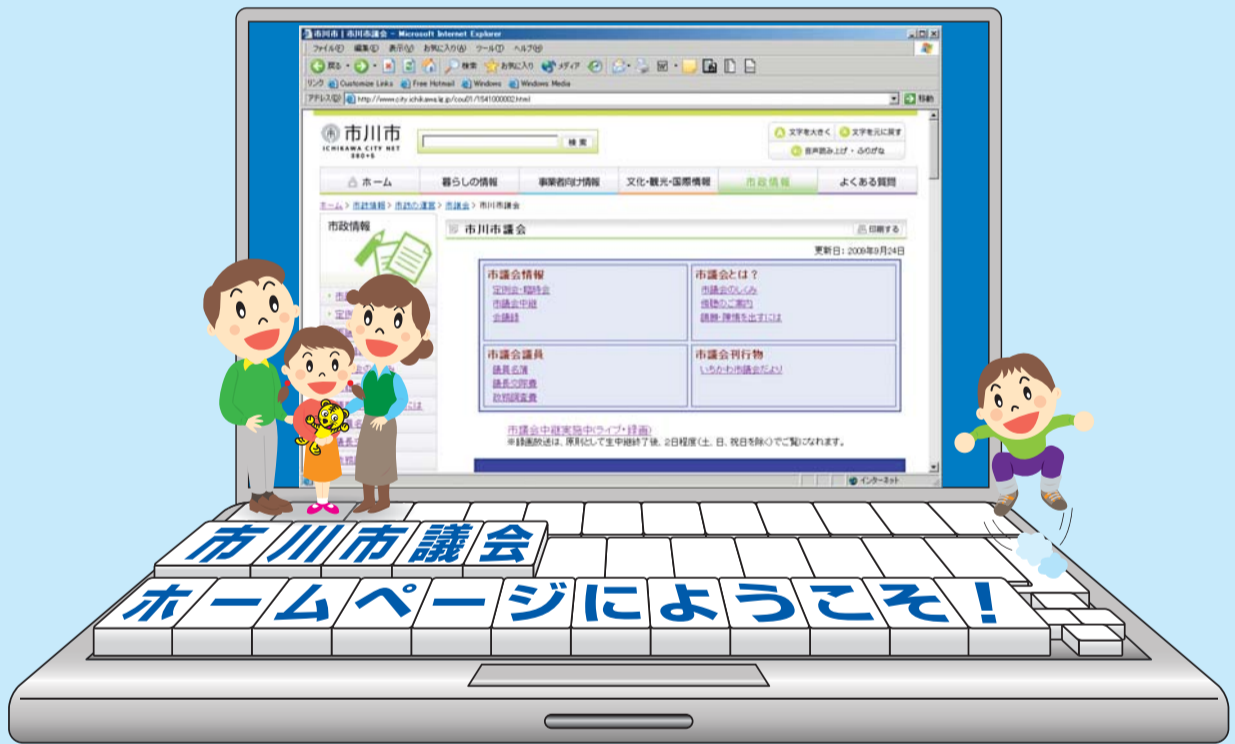 市川市 | 市川市議会 - Microsoft Internet Explorer
ファイル(F) 編集(E) 表示(V) お気に入り(A) ツール(T) ヘルプ(H)
戻る 検索 お気に入り メディア
リンク Customize Links Free Hotmail Windows Windows Media
アドレス(D) http://www.city.ichikawa.lg.jp/cou01/1541000002.html 移動
市川市
ICHIKAWA CITY NET
検索
文字を大きく 文字を元に戻す
音声読み上げ・ふりがな
ホーム 暮らしの情報 事業者向け情報 文化・観光・国際情報 市政情報 よくある質問
ホーム > 市政情報 > 市政の運営 > 市議会 > 市川市議会
市政情報
市川市議会
印刷する
更新日: 2009年9月24日
市議会情報
定例会・臨時会
市議会中継
会議録
市議会とは?
市議会のしくみ
傍聴のご案内
請願・陳情を出すには
市議会議員
議員名簿
議長交際費
政務調査費
市議会刊行物
いちかわ市議会だより
市議会中継実施中(ライブ・録画)
※録画放送は、原則として生中継終了後、2日程度(土、日、祝日を除く)でご覧になれます。
インターネット
市川市議会
ホームページにようこそ!